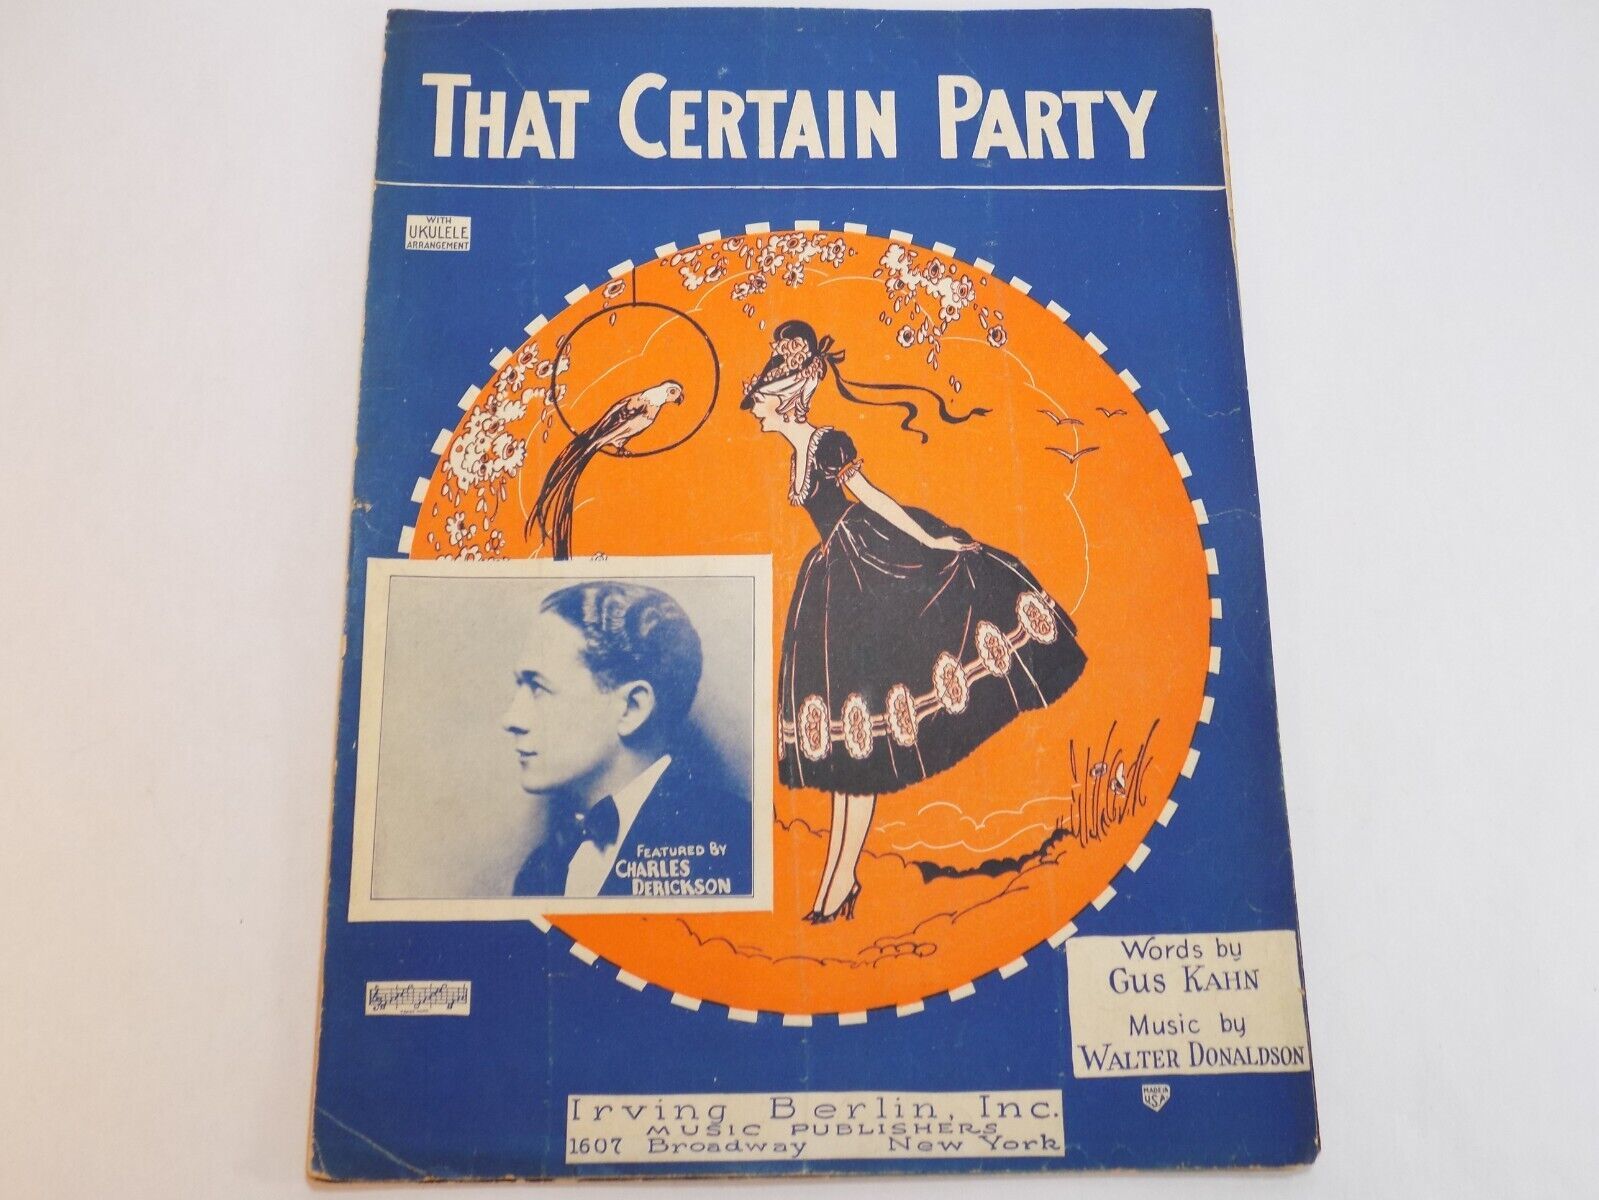 THAT CERTAIN PARTY
WITH
UKULELE
ARRANGEMENT
FEATURED BY
CHARLES
DERICKSON
Words by
GUS KAHN
Music by
WALTER DONALDSON
MADE IN
U.S.A.
Irving Berlin, Inc.
MUSIC PUBLISHERS
1607 Broadway New York